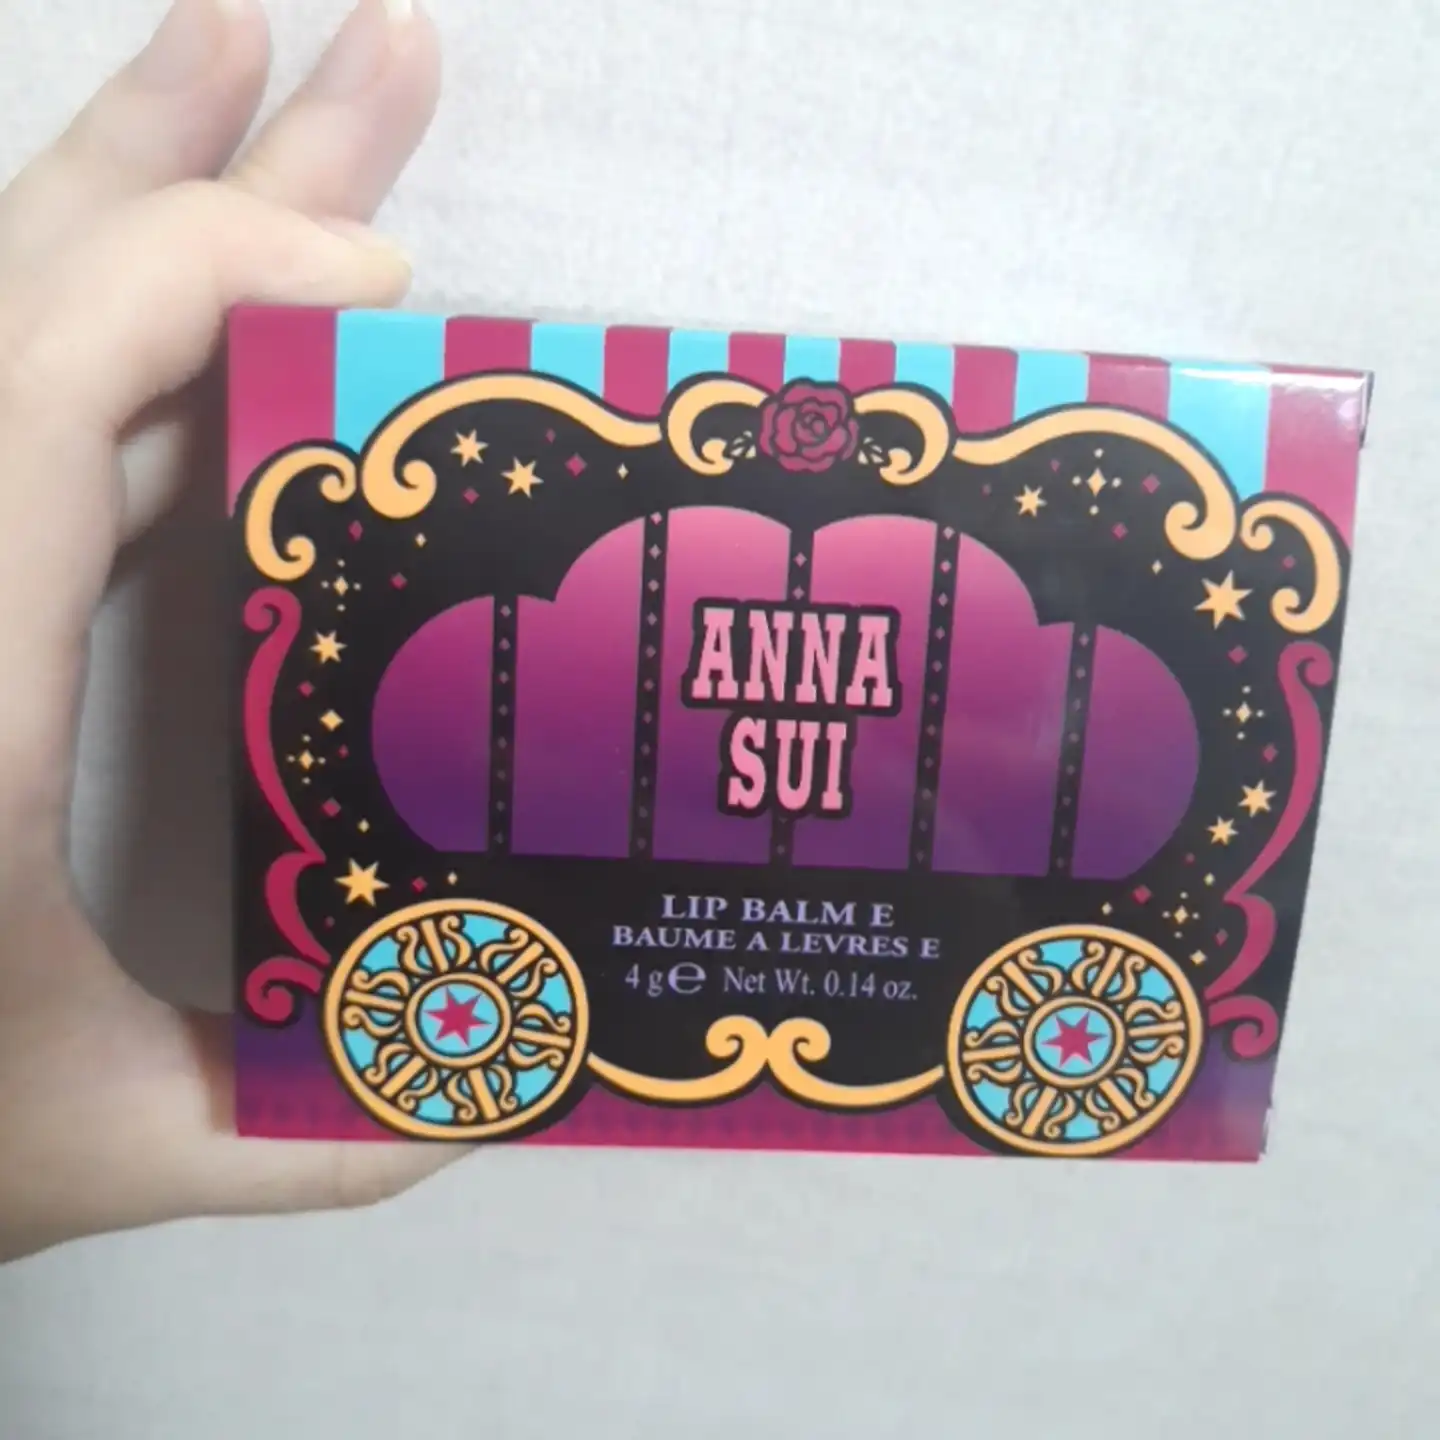 ANNA
SUI
LIP BALM E
BAUME A LEVRES E
4 g ℮ Net Wt. 0.14 oz.